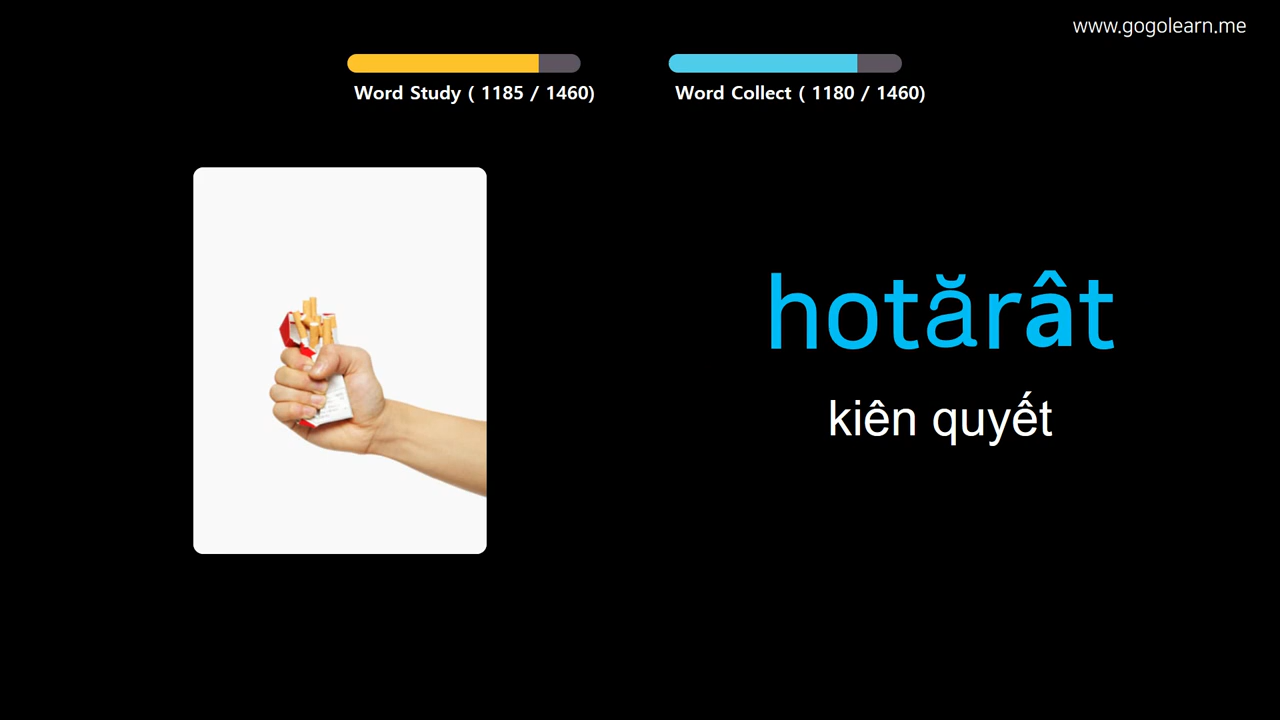 www.gogolearn.me
Word Study ( 1185 / 1460)
Word Collect ( 1180 / 1460)
hotărât
kiên quyết